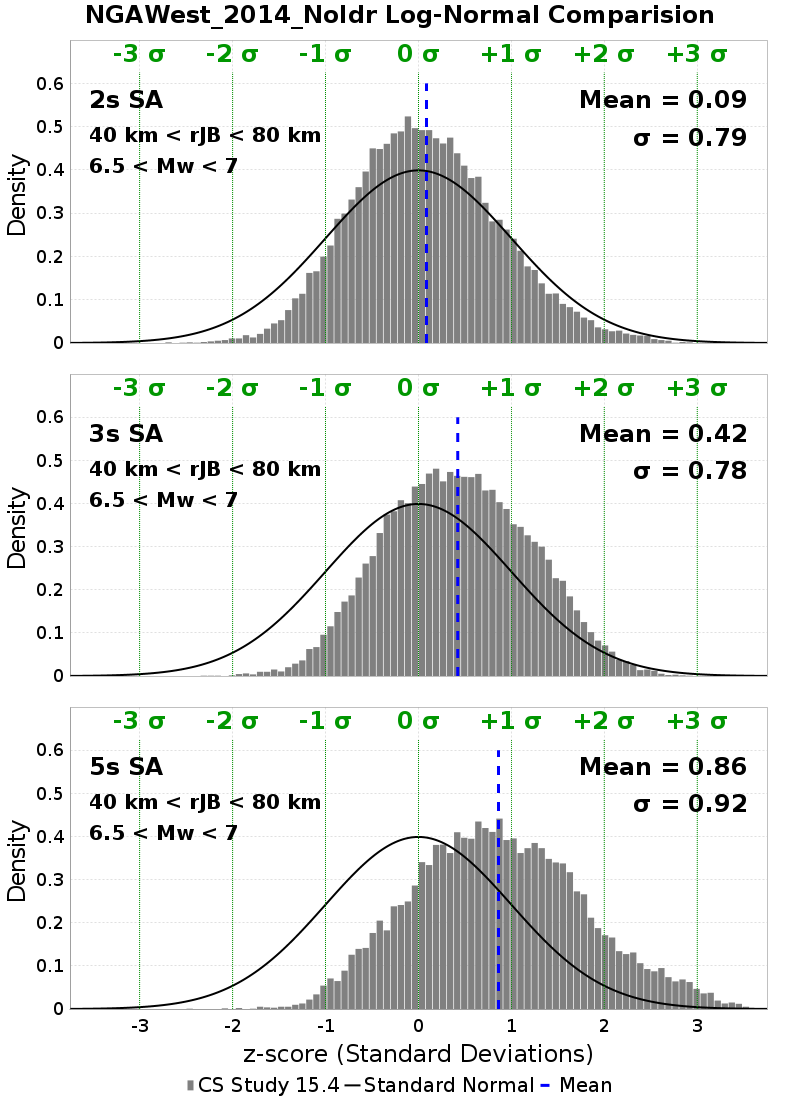 NGAWest_2014_NoIdr Log-Normal Comparision
-3 σ -2 σ -1 σ 0 σ +1 σ +2 σ +3 σ
0.6
2s SA Mean = 0.09
0.5
40 km < rJB < 80 km σ = 0.79
6.5 < Mw < 7
0.4
Density
0.3
0.2
0.1
0
-3 σ -2 σ -1 σ 0 σ +1 σ +2 σ +3 σ
0.6
3s SA Mean = 0.42
0.5
40 km < rJB < 80 km σ = 0.78
6.5 < Mw < 7
0.4
Density
0.3
0.2
0.1
0
-3 σ -2 σ -1 σ 0 σ +1 σ +2 σ +3 σ
0.6
5s SA Mean = 0.86
0.5
40 km < rJB < 80 km σ = 0.92
6.5 < Mw < 7
0.4
Density
0.3
0.2
0.1
0
-3 -2 -1 0 1 2 3
z-score (Standard Deviations)
CS Study 15.4 Standard Normal Mean